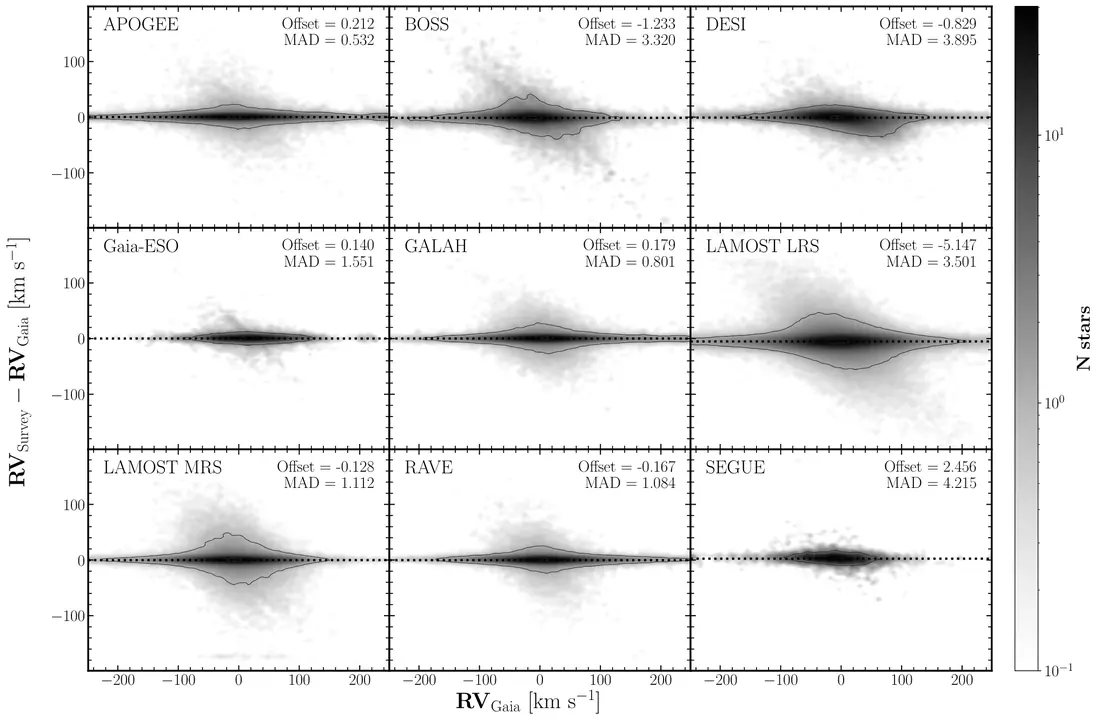 APOGEE
Offset = 0.212
MAD = 0.532
BOSS
Offset = -1.233
MAD = 3.320
DESI
Offset = -0.829
MAD = 3.895
100
0
−100
Gaia-ESO
Offset = 0.140
MAD = 1.551
GALAH
Offset = 0.179
MAD = 0.801
LAMOST LRS
Offset = -5.147
MAD = 3.501
100
0
−100
LAMOST MRS
Offset = -0.128
MAD = 1.112
RAVE
Offset = -0.167
MAD = 1.084
SEGUE
Offset = 2.456
MAD = 4.215
100
0
−100
−200 −100 0 100 200
−200 −100 0 100 200
−200 −100 0 100 200
RV_Gaia [km s⁻¹]
RV_Survey − RV_Gaia [km s⁻¹]
10¹
10⁰
10⁻¹
N stars